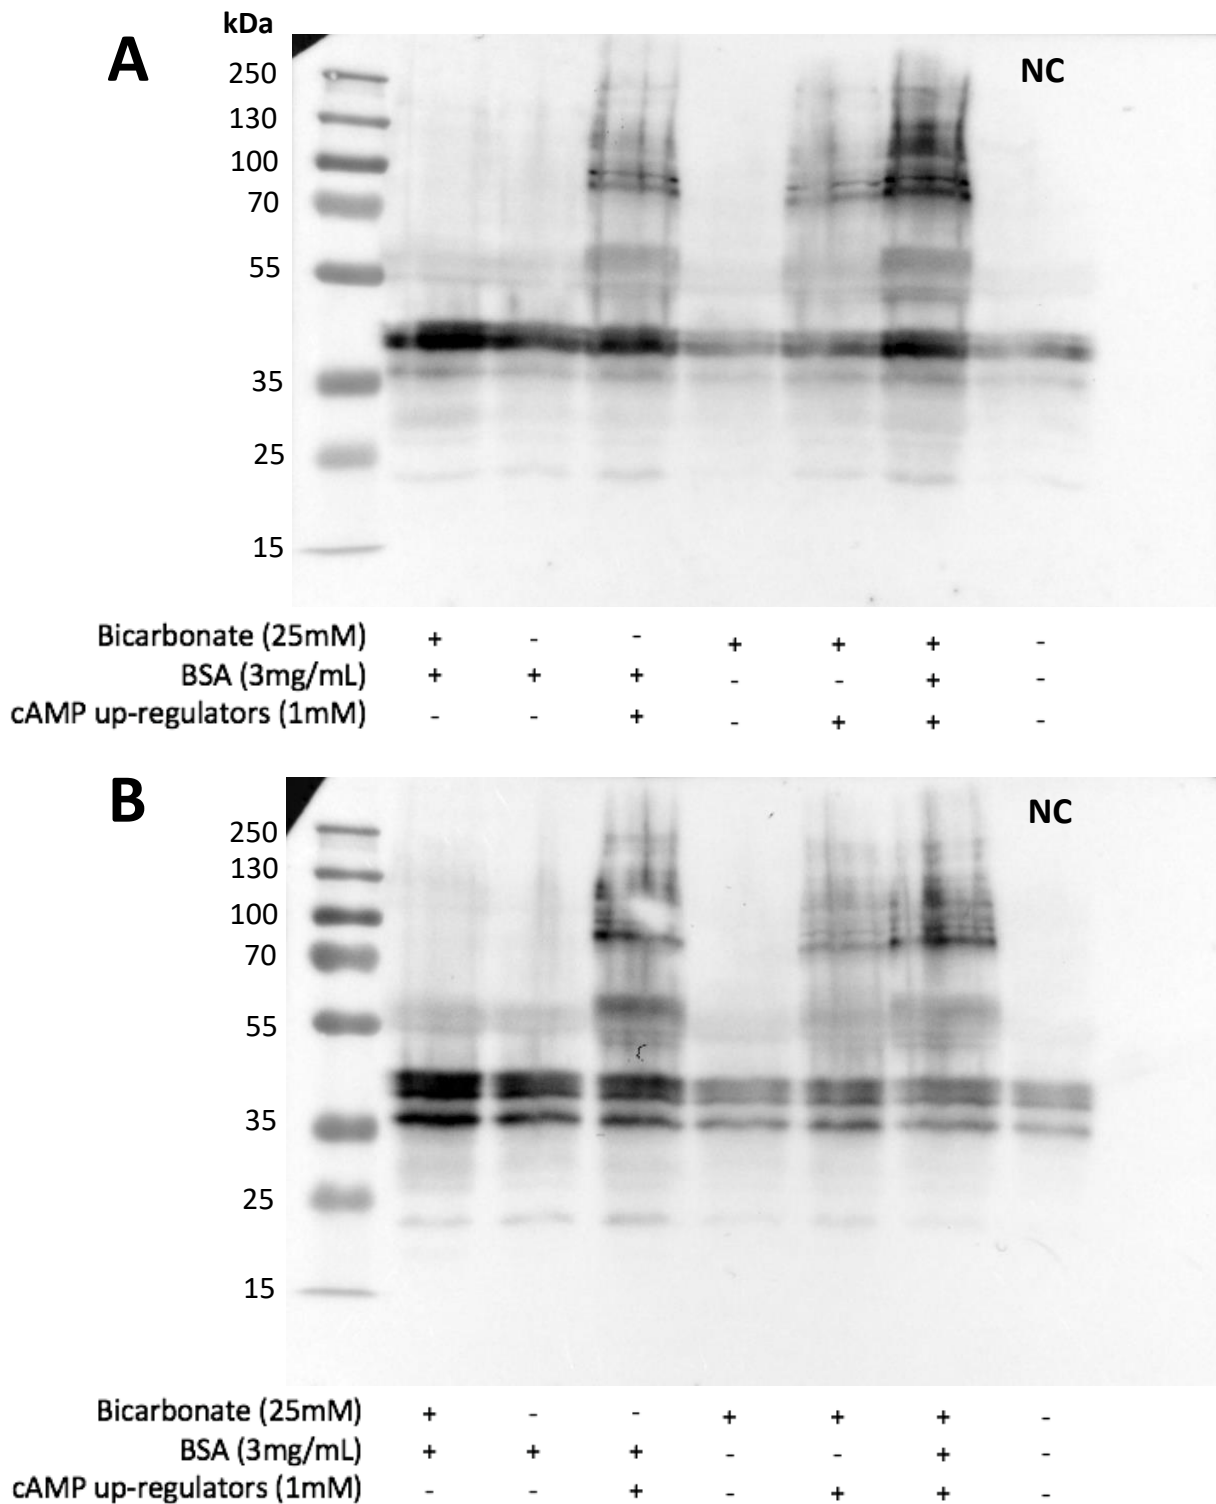 kDa
A
NC
250
130
100
70
55
35
25
15
Bicarbonate (25mM) + - - + + + -
BSA (3mg/mL) + + + - - + -
cAMP up-regulators (1mM) - - + - + + -
B
NC
250
130
100
70
55
35
25
15
Bicarbonate (25mM) + - - + + + -
BSA (3mg/mL) + + + - - + -
cAMP up-regulators (1mM) - - + - + + -